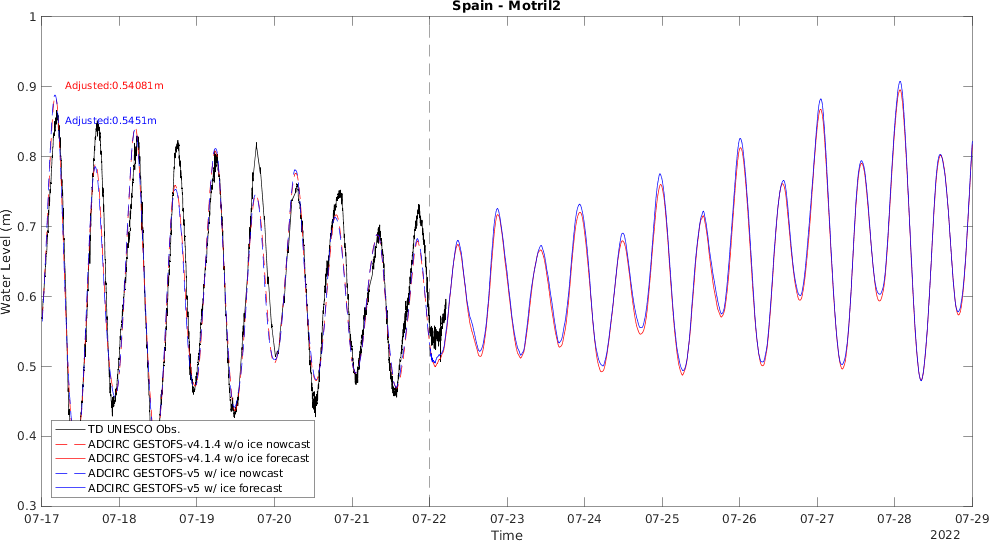 Spain - Motril2
1
0.9
0.8
0.7
0.6
0.5
0.4
0.3
Water Level (m)
Adjusted:0.54081m
Adjusted:0.5451m
TD UNESCO Obs.
ADCIRC GESTOFS-v4.1.4 w/o ice nowcast
ADCIRC GESTOFS-v4.1.4 w/o ice forecast
ADCIRC GESTOFS-v5 w/ ice nowcast
ADCIRC GESTOFS-v5 w/ ice forecast
07-17 07-18 07-19 07-20 07-21 07-22 07-23 07-24 07-25 07-26 07-27 07-28 07-29
Time
2022